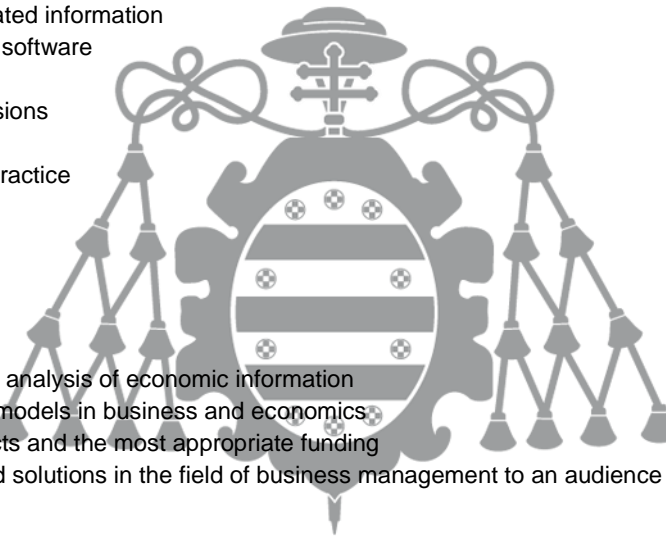 ated information
software
sions
ractice
analysis of economic information
models in business and economics
cts and the most appropriate funding
d solutions in the field of business management to an audience